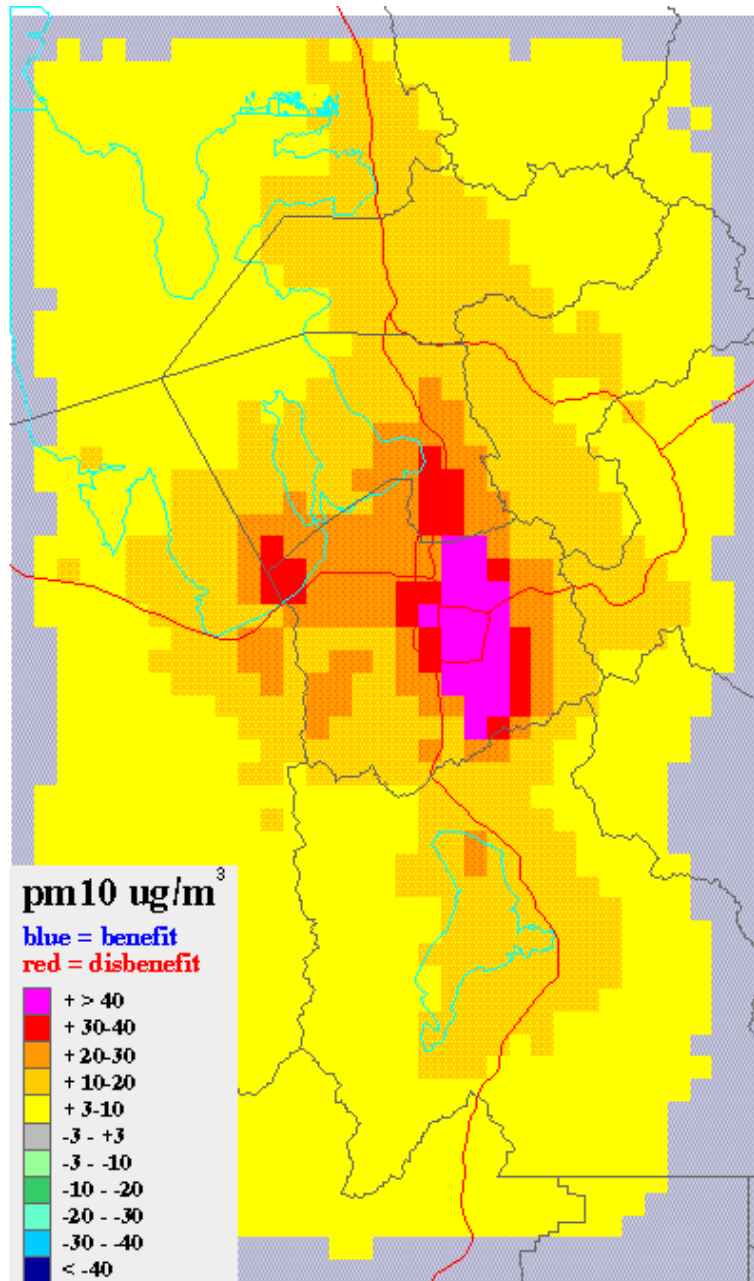 pm10 ug/m³
blue = benefit
red = disbenefit
+ > 40
+ 30-40
+ 20-30
+ 10-20
+ 3-10
-3 - +3
-3 - -10
-10 - -20
-20 - -30
-30 - -40
< -40